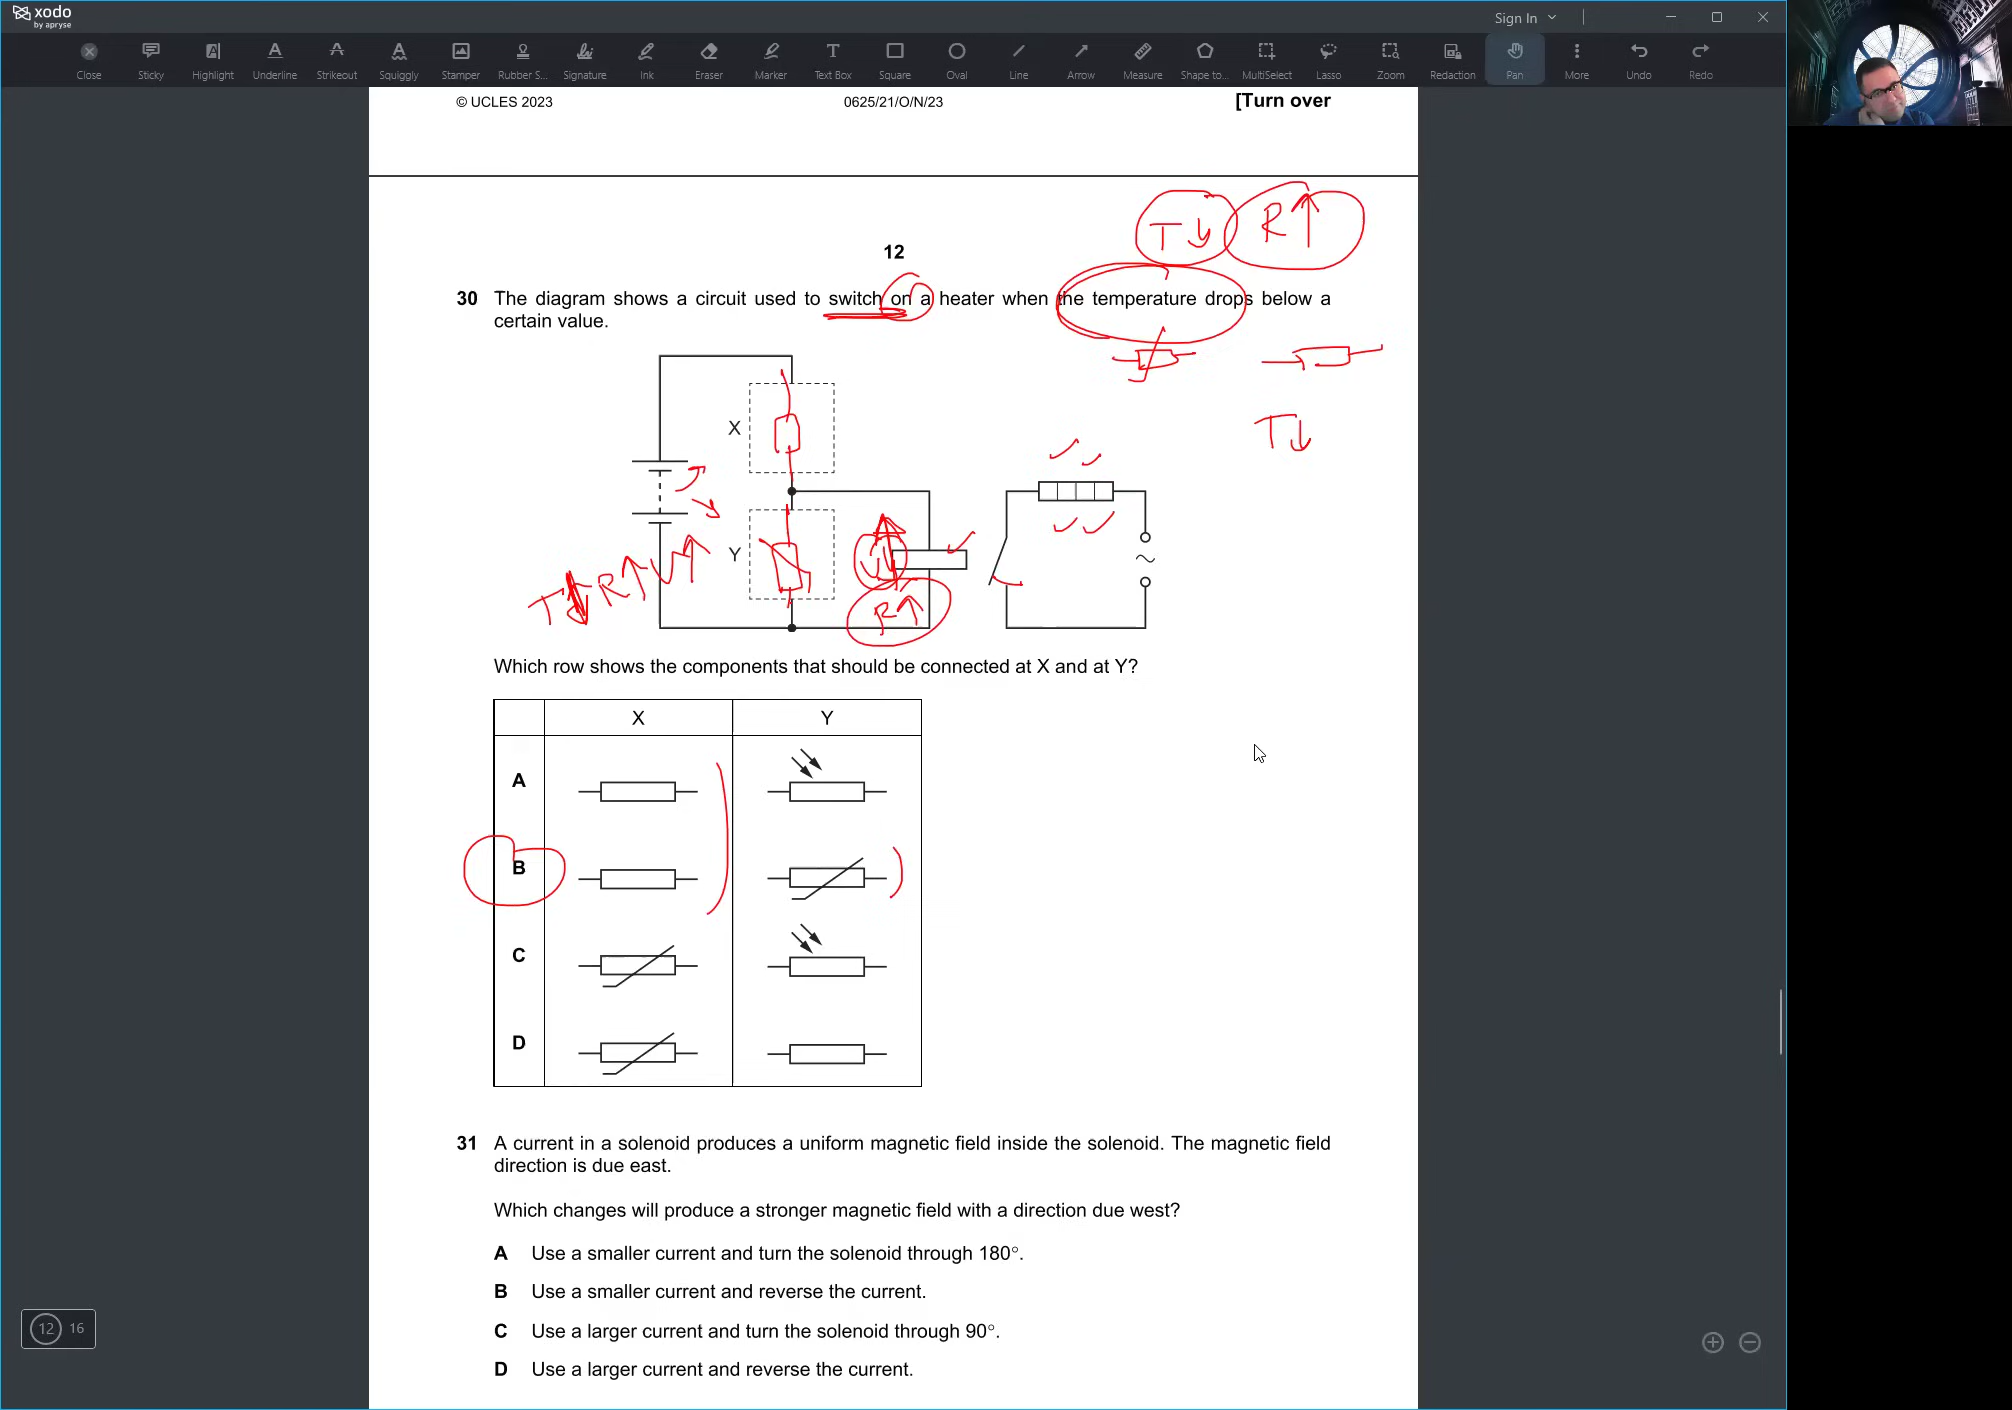 xodo
by apryse
Sign In
Close Sticky Highlight Underline Strikeout Squiggly Stamper Rubber S... Signature Ink Eraser Marker Text Box Square Oval Line Arrow Measure Shape to... MultiSelect Lasso Zoom Redaction Pan More Undo Redo
© UCLES 2023 0625/21/O/N/23 [Turn over
T↓ R↑
12
30 The diagram shows a circuit used to switch on a heater when the temperature drops below a
certain value.
X
T↓
Y
T↓ R↑ V↑
R↑
Which row shows the components that should be connected at X and at Y?
X Y
A
B
C
D
31 A current in a solenoid produces a uniform magnetic field inside the solenoid. The magnetic field
direction is due east.
Which changes will produce a stronger magnetic field with a direction due west?
A Use a smaller current and turn the solenoid through 180°.
B Use a smaller current and reverse the current.
C Use a larger current and turn the solenoid through 90°.
D Use a larger current and reverse the current.
12 16